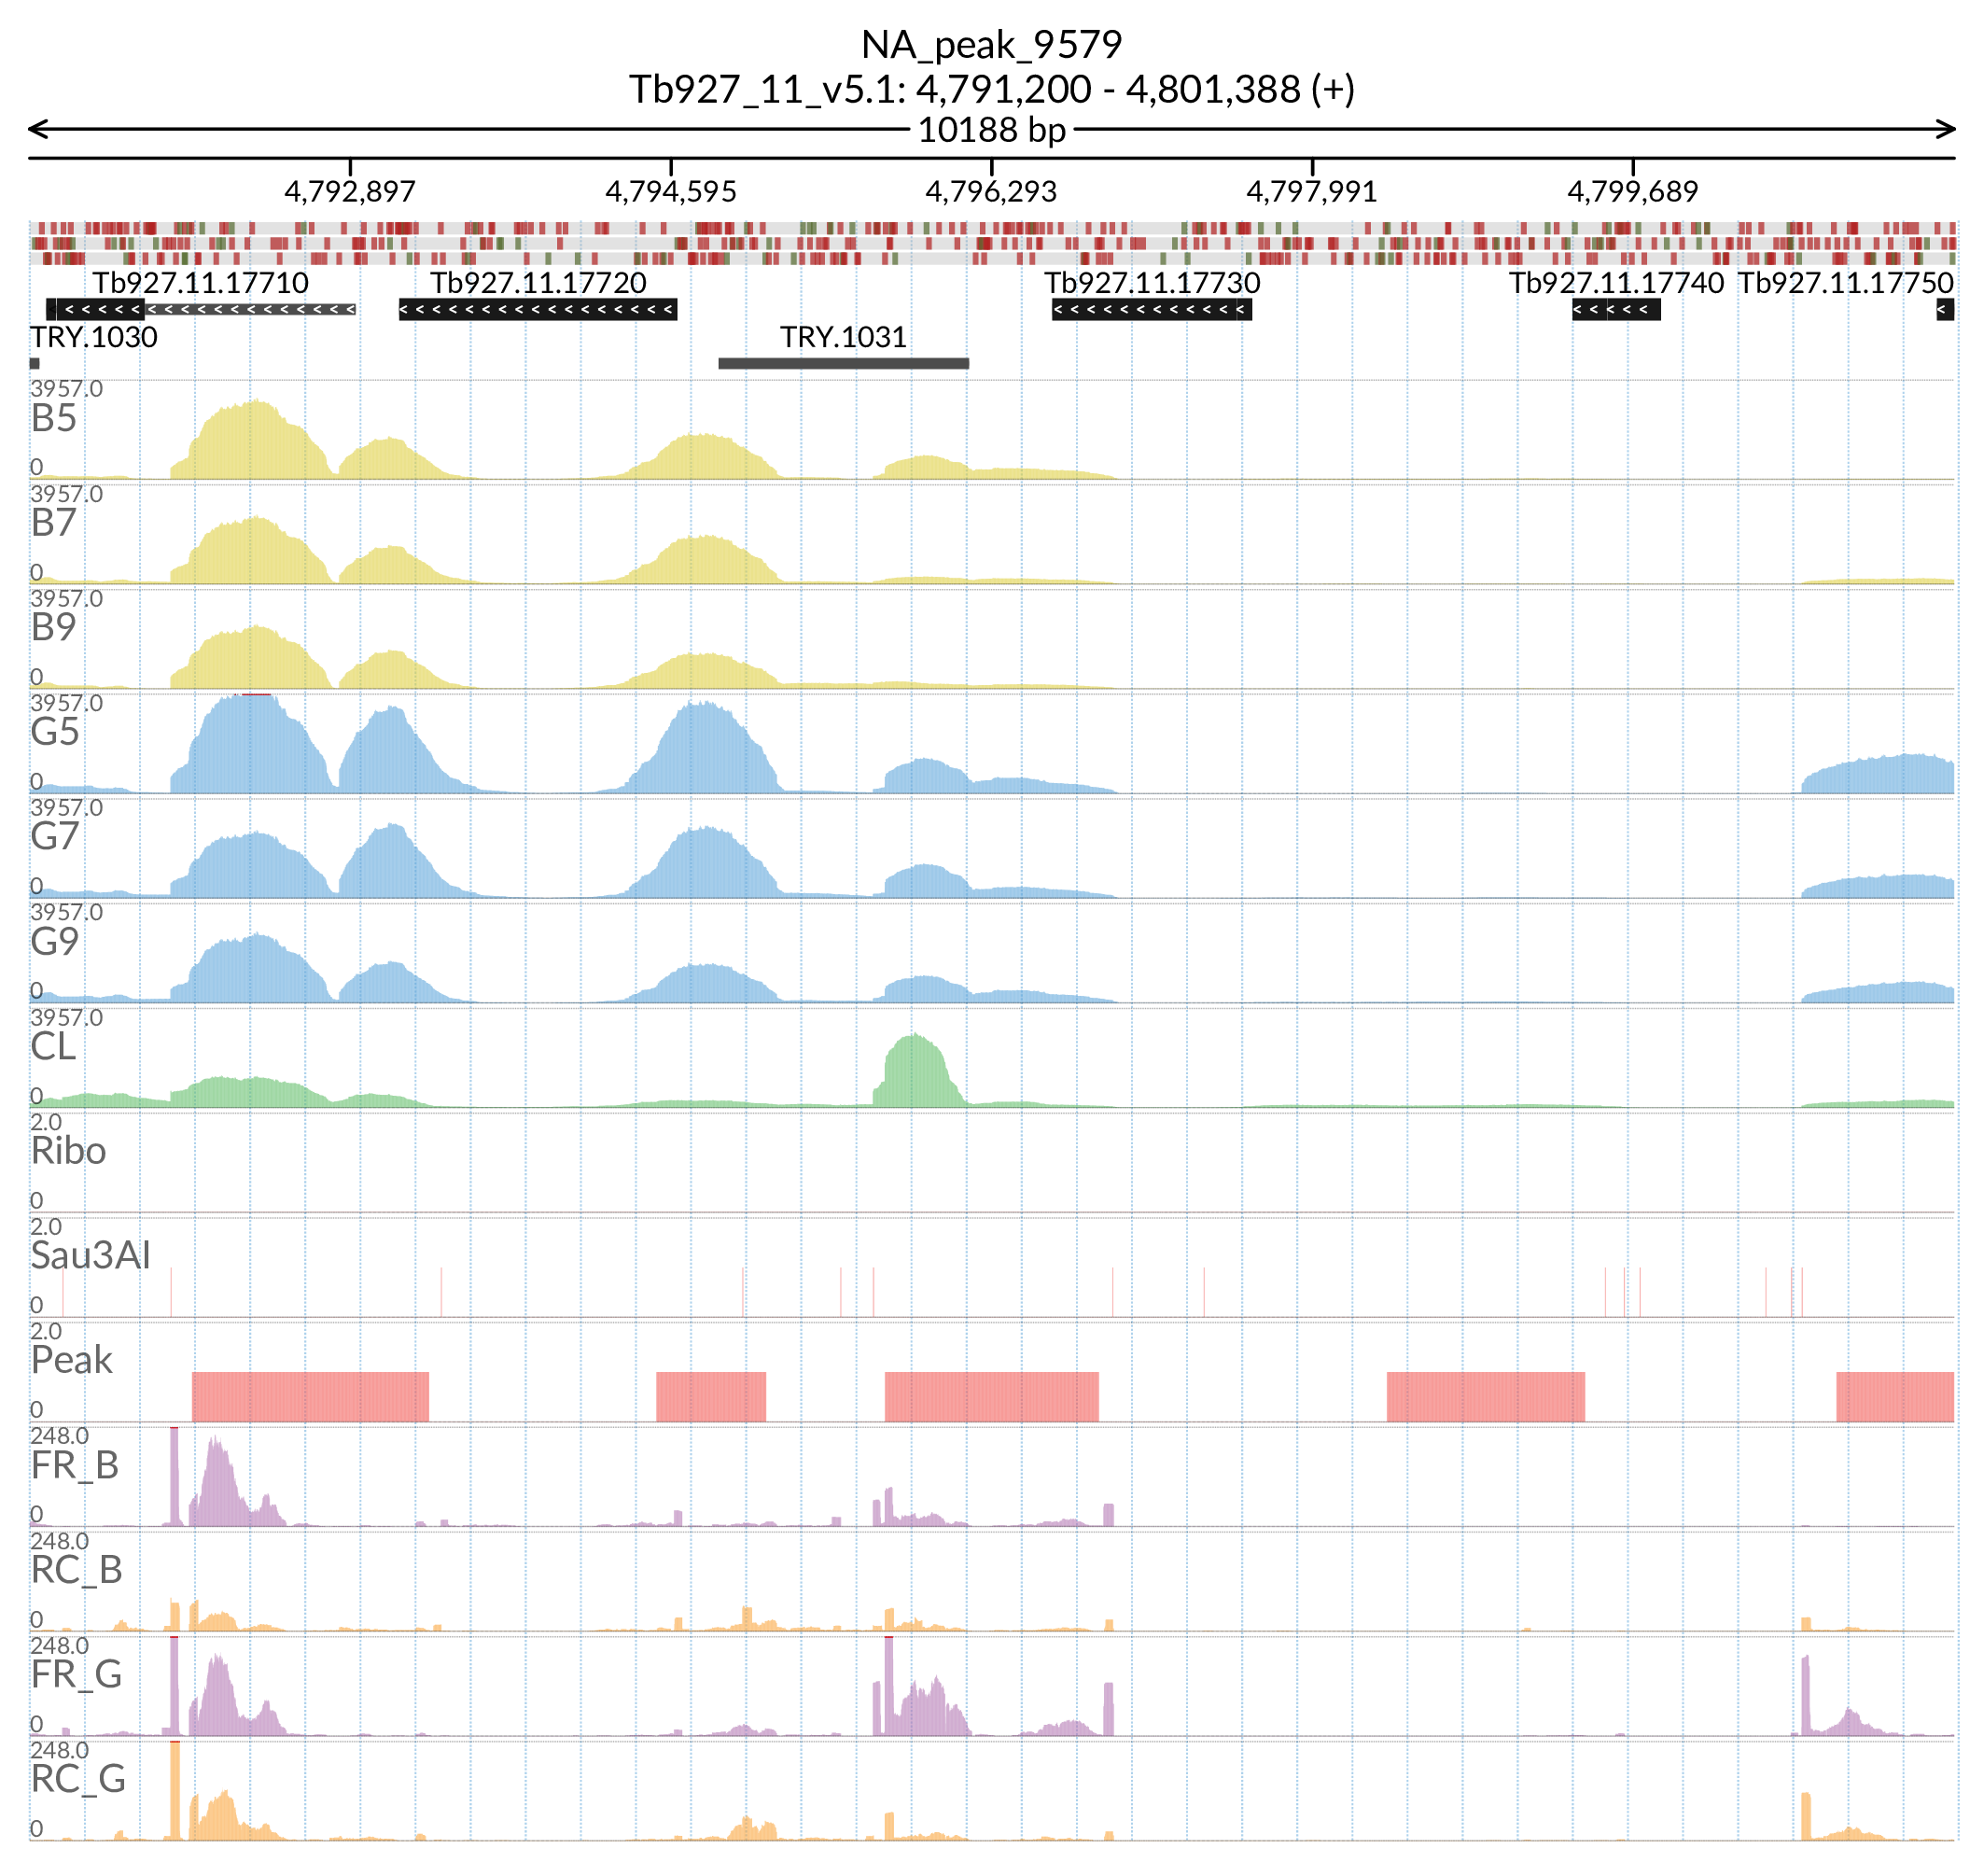 NA_peak_9579
Tb927_11_v5.1: 4,791,200 - 4,801,388 (+)
10188 bp
4,792,897 4,794,595 4,796,293 4,797,991 4,799,689
Tb927.11.17710 Tb927.11.17720 Tb927.11.17730 Tb927.11.17740 Tb927.11.17750
TRY.1030 TRY.1031
3957.0
B5
0
3957.0
B7
0
3957.0
B9
0
3957.0
G5
0
3957.0
G7
0
3957.0
G9
0
3957.0
CL
0
2.0
Ribo
0
2.0
Sau3AI
0
2.0
Peak
0
248.0
FR_B
0
248.0
RC_B
0
248.0
FR_G
0
248.0
RC_G
0